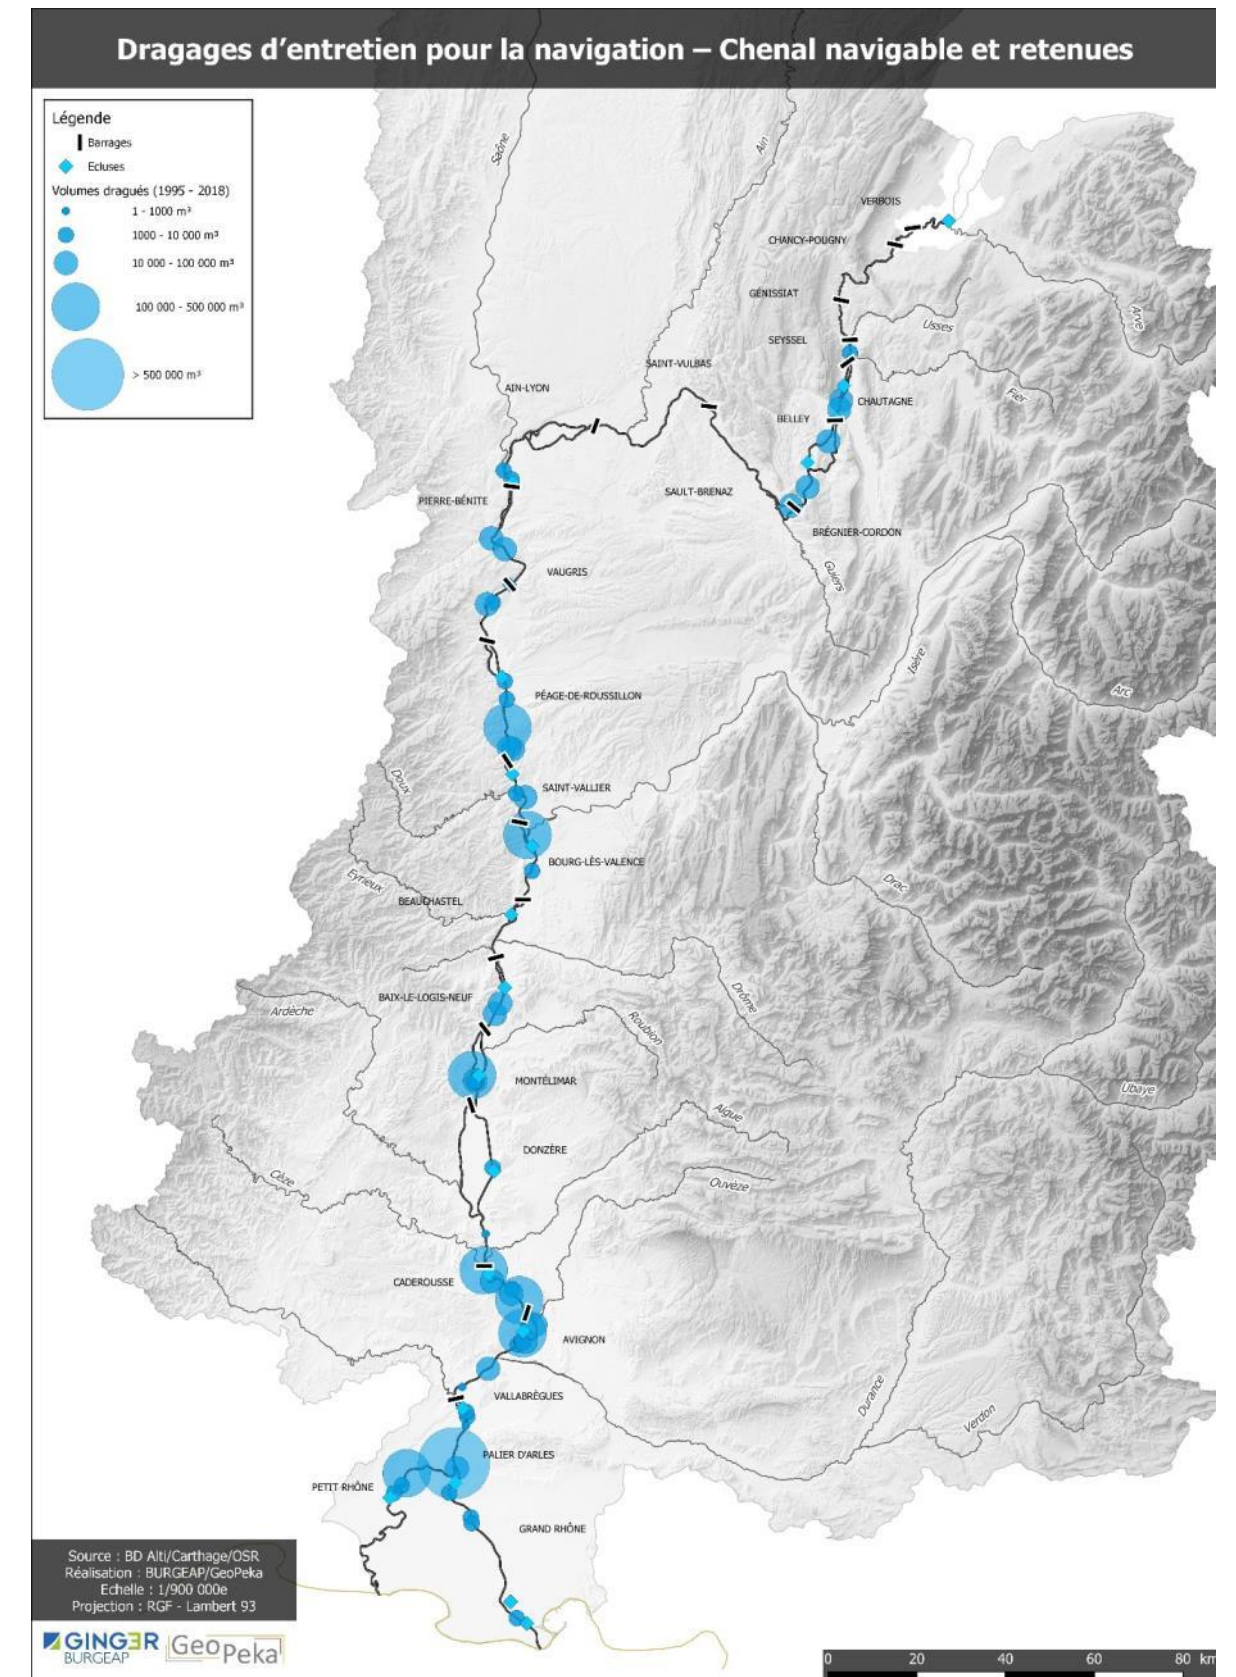 Dragages d'entretien pour la navigation – Chenal navigable et retenues
Légende
Barrages
Ecluses
Volumes dragués (1995 - 2018)
1 - 1000 m³
1000 - 10 000 m³
10 000 - 100 000 m³
100 000 - 500 000 m³
> 500 000 m³
Saône
Ain
VERBOIS
CHANCY-POUGNY
GÉNISSIAT
Usses
Arve
SEYSSEL
SAINT-VULBAS
Fier
AIN-LYON
CHAUTAGNE
BELLEY
SAULT-BRENAZ
PIERRE-BÉNITE
BRÉGNIER-CORDON
Guiers
VAUGRIS
Isère
Arc
PÉAGE-DE-ROUSSILLON
Doux
SAINT-VALLIER
BOURG-LÈS-VALENCE
Eyrieux
Drac
BEAUCHASTEL
BAIX-LE-LOGIS-NEUF
Drôme
Ardèche
Roubion
MONTÉLIMAR
Ubaye
Aigue
DONZÈRE
Cèze
Ouvèze
CADEROUSSE
AVIGNON
VALLABRÈGUES
Durance
Verdon
PALIER D'ARLES
PETIT RHÔNE
GRAND RHÔNE
Source : BD Alti/Carthage/OSR
Réalisation : BURGEAP/GeoPeka
Echelle : 1/900 000e
Projection : RGF - Lambert 93
GINGER
BURGEAP
GeoPeka
0 20 40 60 80 km